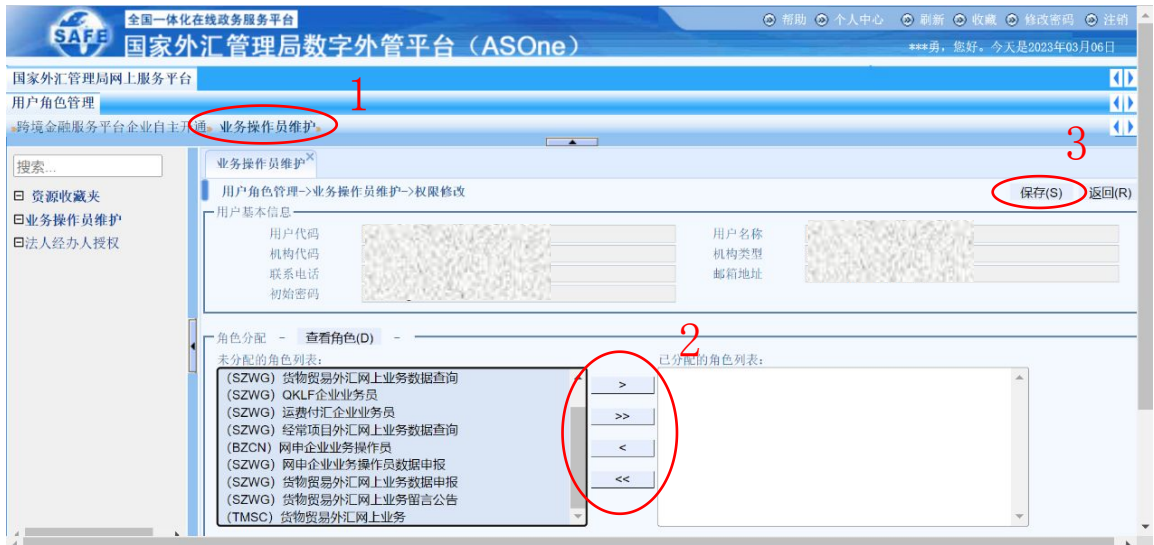 SAFE
全国一体化在线政务服务平台
国家外汇管理局数字外管平台（ASOne）
帮助 个人中心 刷新 收藏 修改密码 注销
***勇，您好。今天是2023年03月06日
国家外汇管理局网上服务平台
1
用户角色管理
跨境金融服务平台企业自主开通 业务操作员维护
3
搜索...
业务操作员维护
用户角色管理->业务操作员维护->权限修改
保存(S) 返回(R)
资源收藏夹
业务操作员维护
法人经办人授权
用户基本信息
用户代码 用户名称
机构代码 机构类型
联系电话 邮箱地址
初始密码
角色分配 - 查看角色(D) -
2
未分配的角色列表: 已分配的角色列表:
(SZWG) 货物贸易外汇网上业务数据查询
(SZWG) QKLF企业业务员
(SZWG) 运费付汇企业业务员
(SZWG) 经常项目外汇网上业务数据查询
(BZCN) 网申企业业务操作员
(SZWG) 网申企业业务操作员数据申报
(SZWG) 货物贸易外汇网上业务数据申报
(SZWG) 货物贸易外汇网上业务留言公告
(TMSC) 货物贸易外汇网上业务
>
>>
<
<<